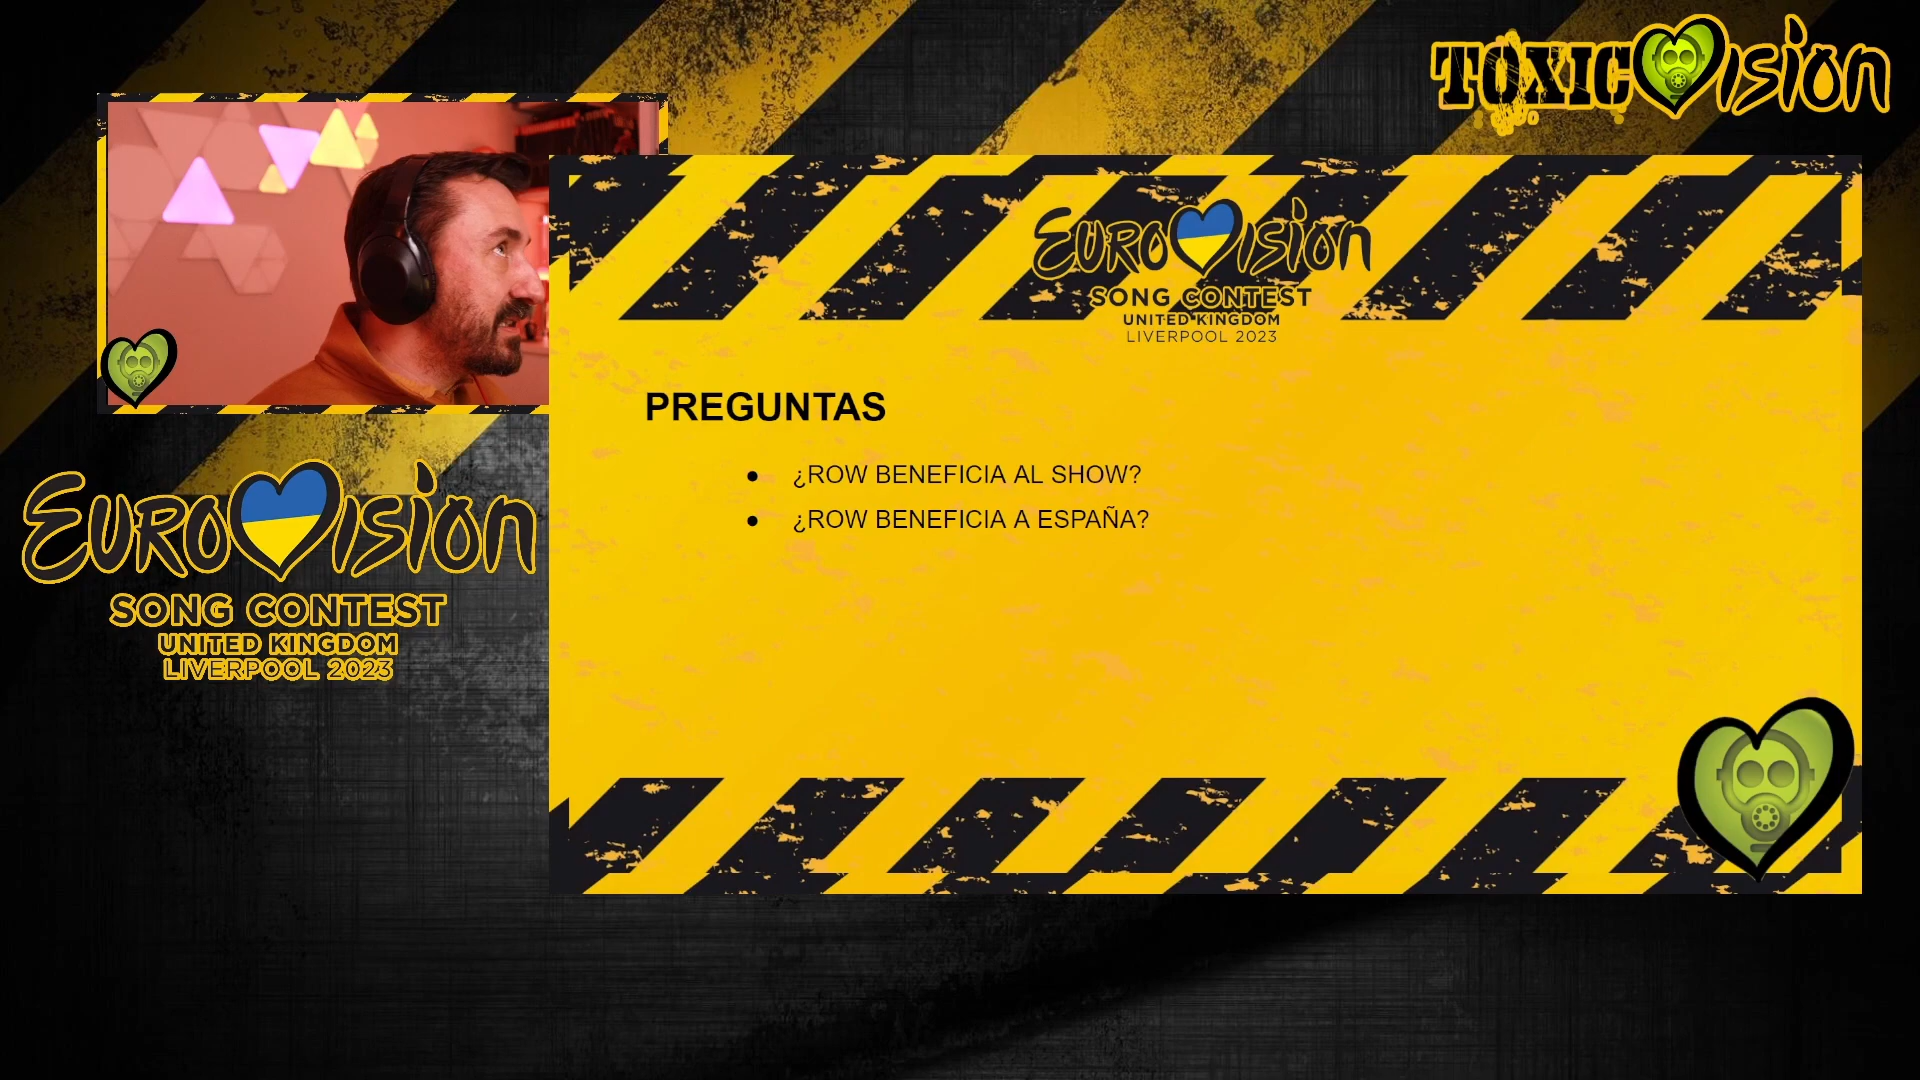 TOXICVISION
EUROVISION
SONG CONTEST
UNITED KINGDOM
LIVERPOOL 2023
PREGUNTAS
● ¿ROW BENEFICIA AL SHOW?
● ¿ROW BENEFICIA A ESPAÑA?
EUROVISION
SONG CONTEST
UNITED KINGDOM
LIVERPOOL 2023